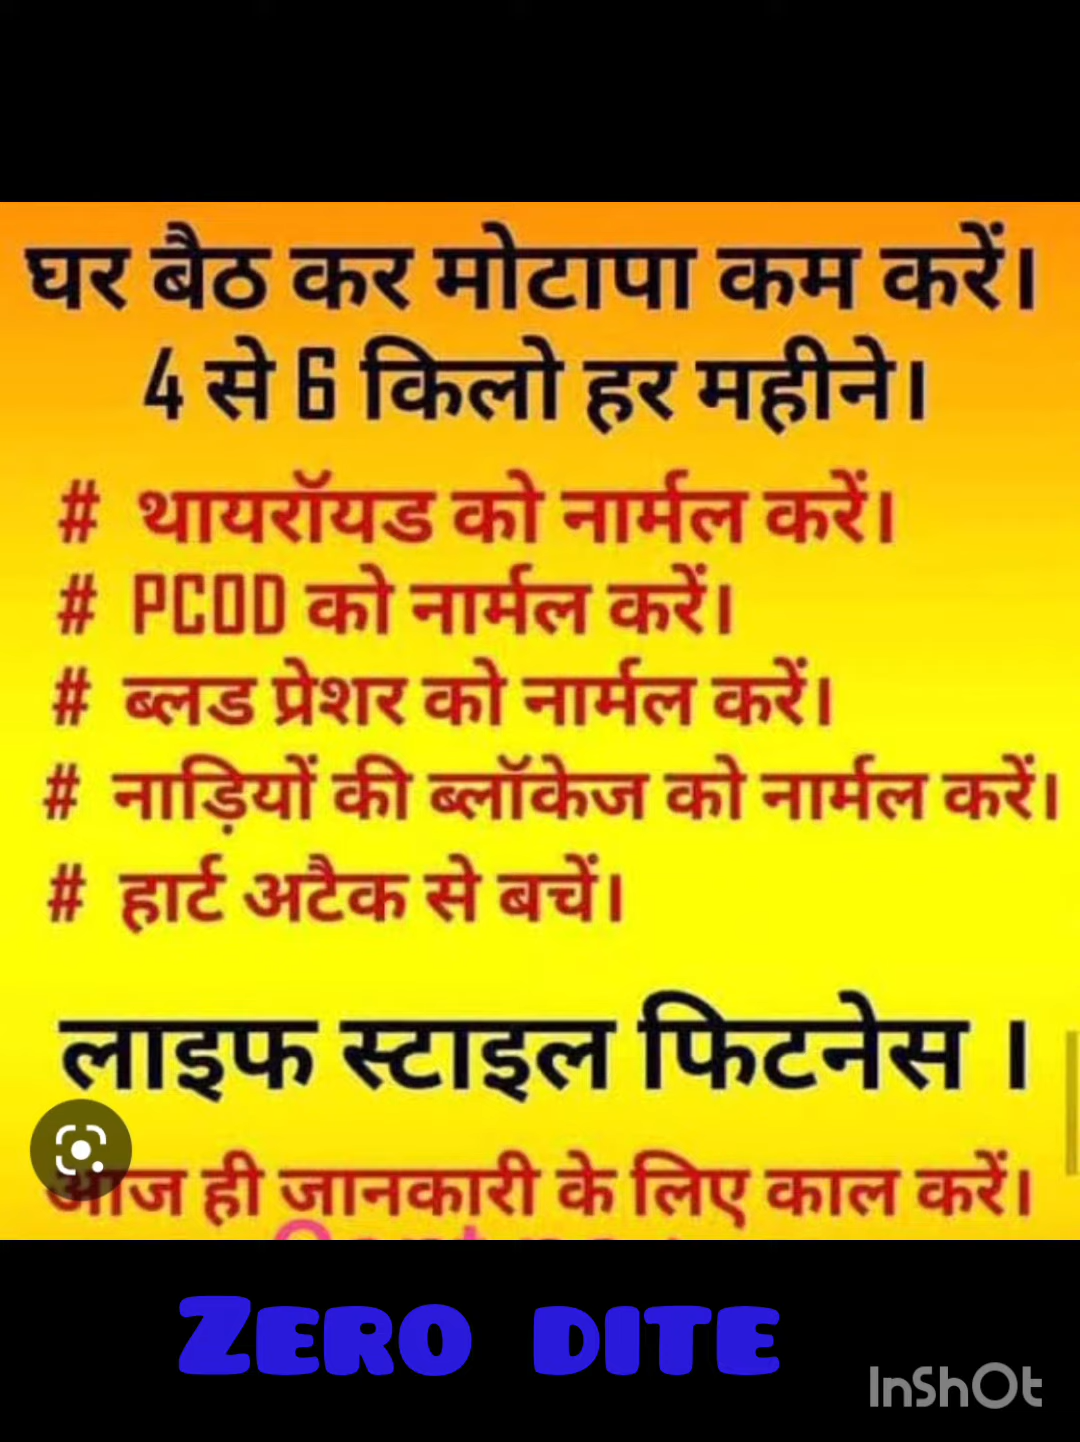 घर बैठ कर मोटापा कम करें।
4 से 6 किलो हर महीने।
# थायरॉयड को नार्मल करें।
# PCOD को नार्मल करें।
# ब्लड प्रेशर को नार्मल करें।
# नाड़ियों की ब्लॉकेज को नार्मल करें।
# हार्ट अटैक से बचें।
लाइफ स्टाइल फिटनेस ।
आज ही जानकारी के लिए काल करें।
ZERO DITE
InShOt